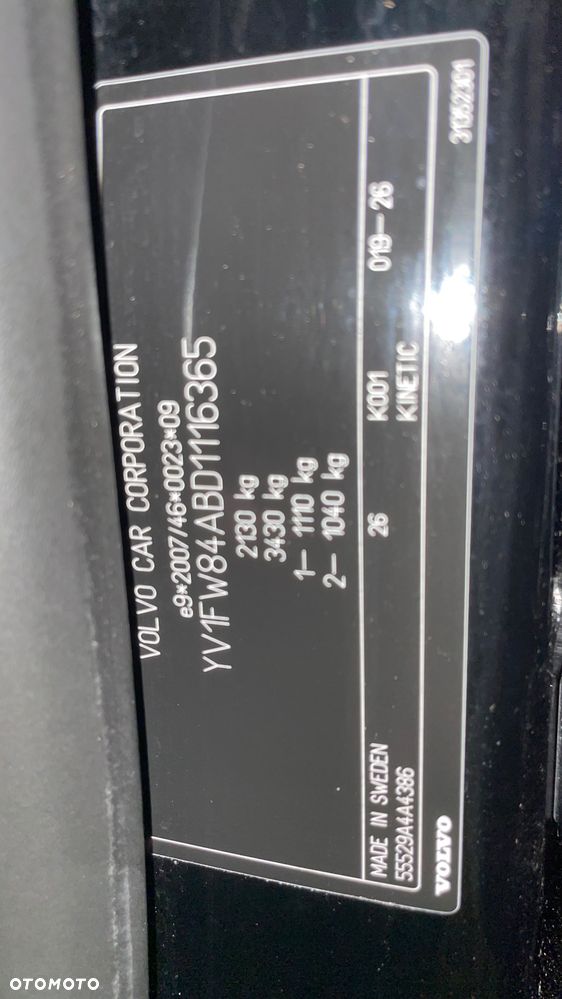 VOLVO CAR CORPORATION
e9*2007/46*0023*09
YV1FW84ABD1116365
2130 kg
3430 kg
1– 1110 kg
2– 1040 kg
MADE IN SWEDEN 26 K001 019–26
55529A4A4386 KINETIC
VOLVO 31352301
OTOMOTO